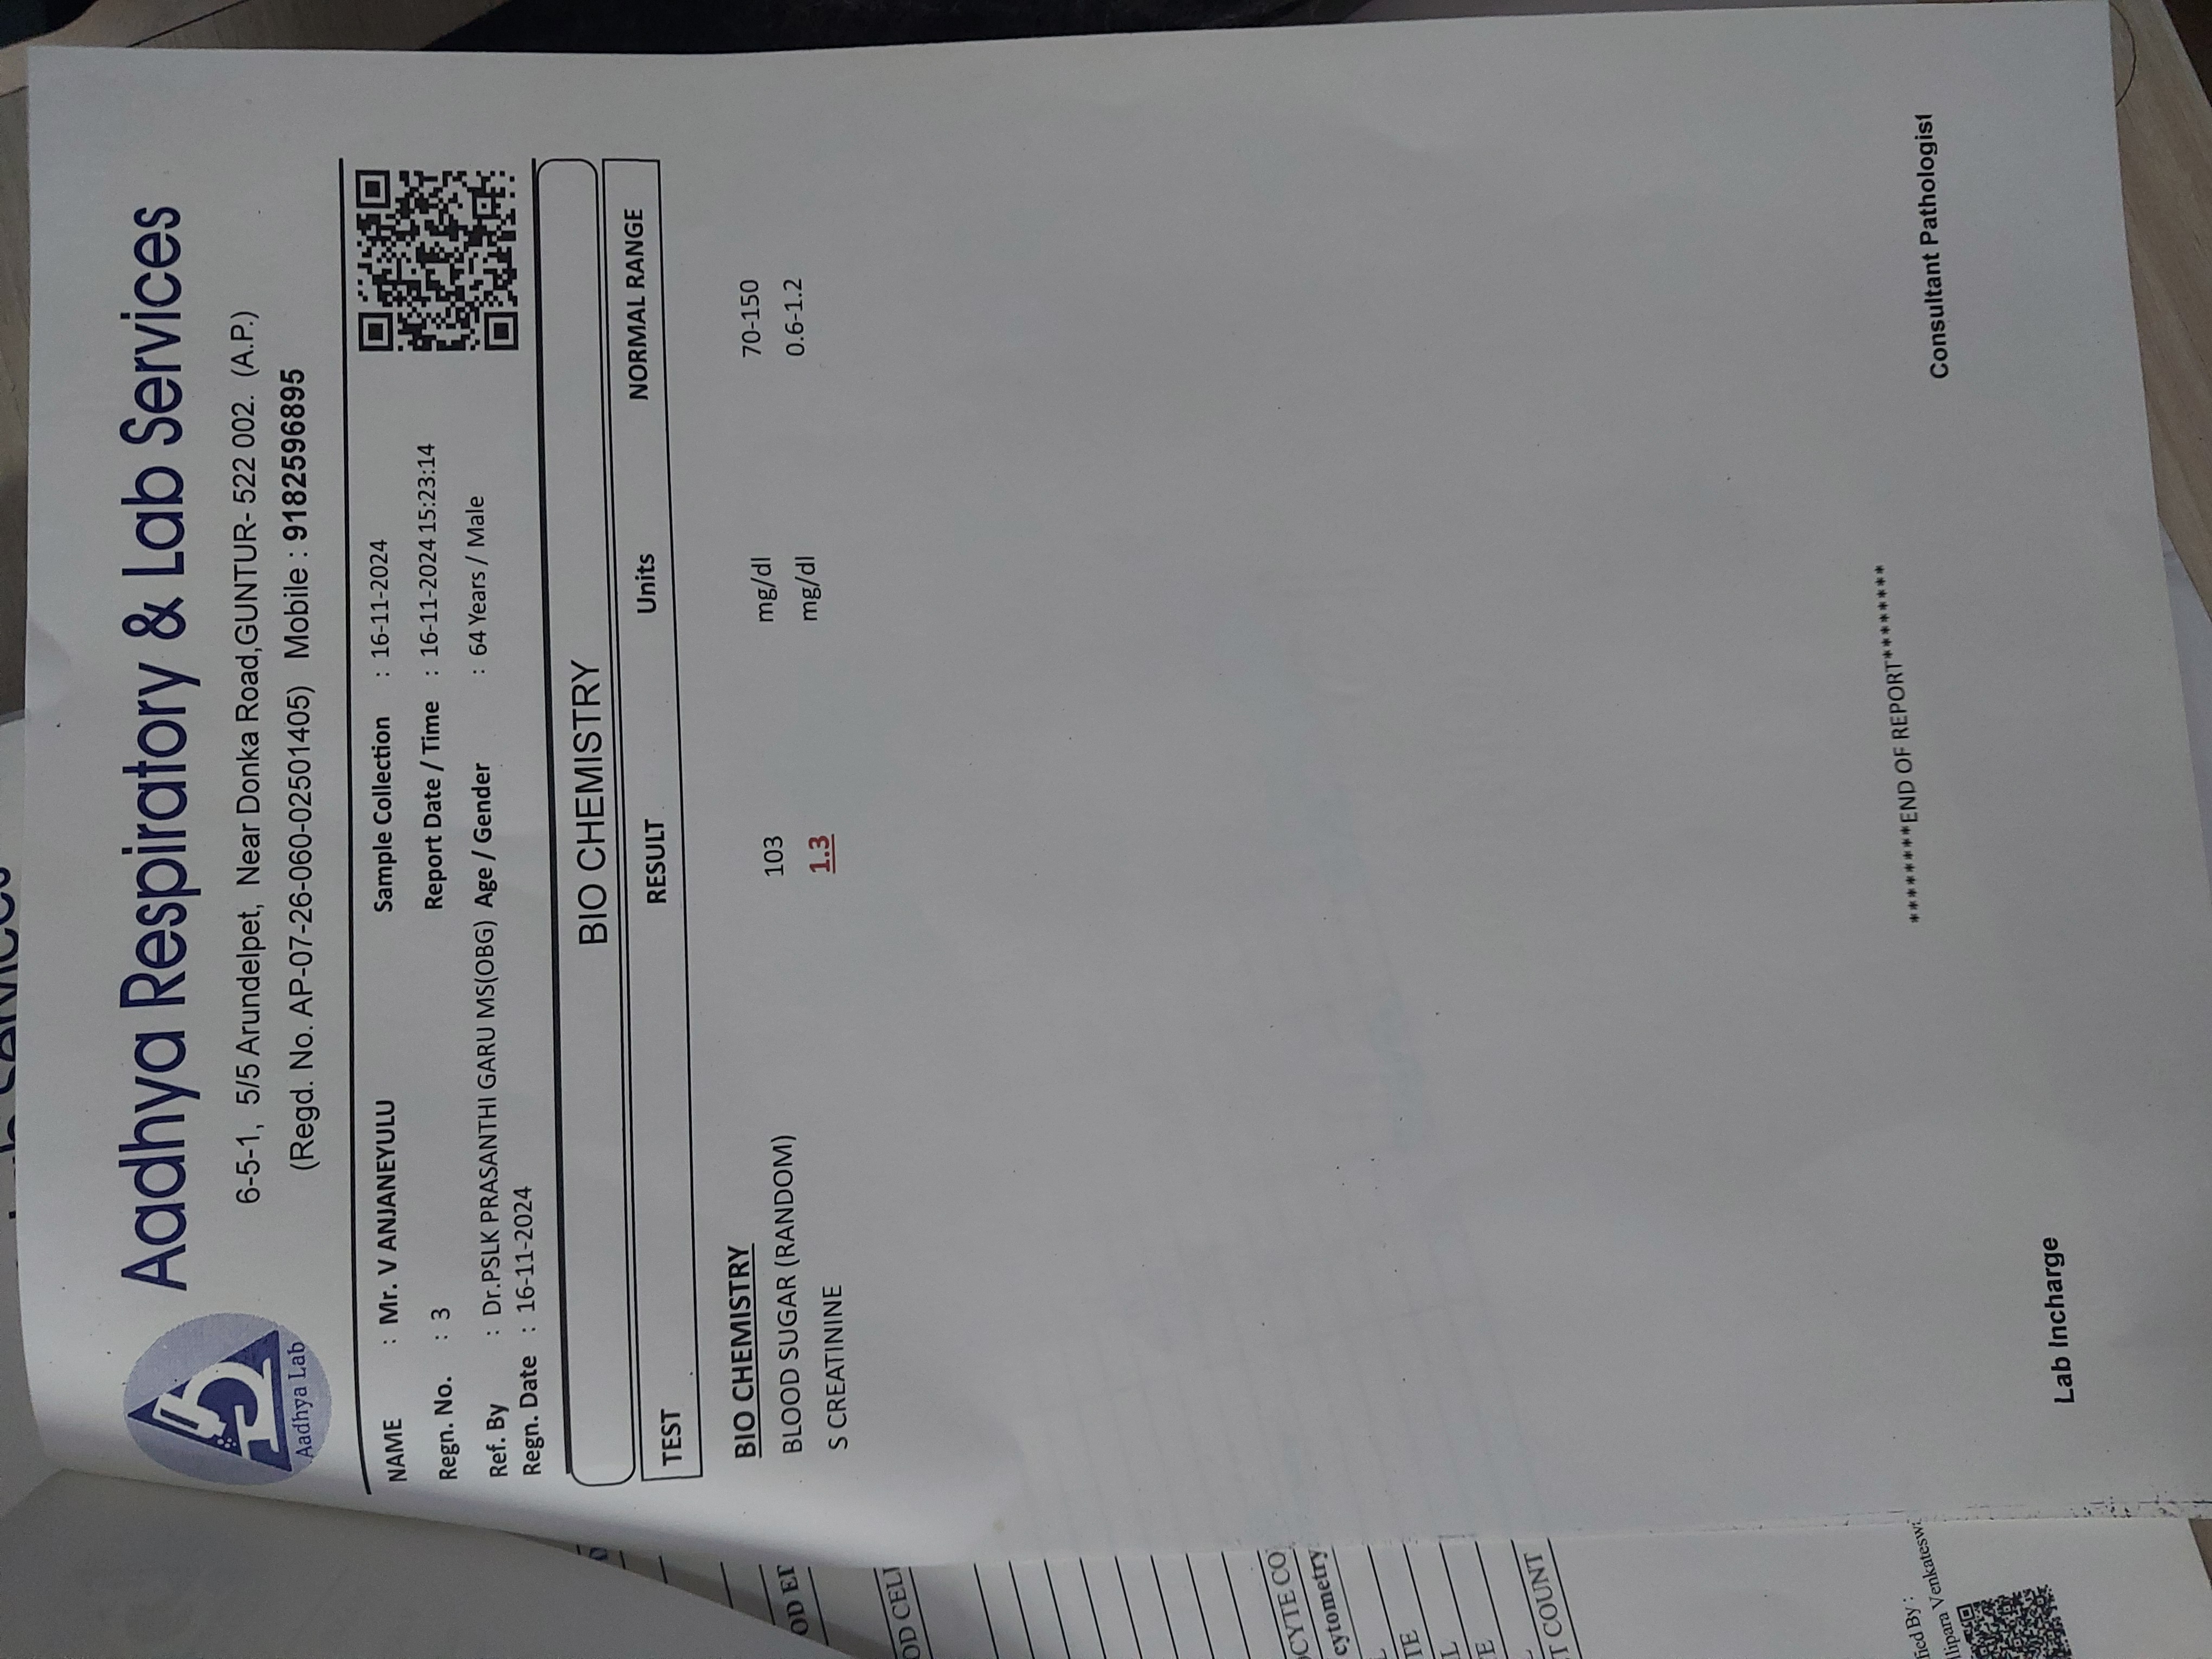 Lab Services
Aadhya Respiratory & Lab Services
6-5-1, 5/5 Arundelpet, Near Donka Road,GUNTUR- 522 002. (A.P.)
(Regd. No. AP-07-26-060-02501405) Mobile : 9182596895
Aadhya Lab
NAME : Mr. V ANJANEYULU Sample Collection : 16-11-2024
Regn. No. : 3 Report Date / Time : 16-11-2024 15:23:14
Ref. By : Dr.PSLK PRASANTHI GARU MS(OBG) Age / Gender : 64 Years / Male
Regn. Date : 16-11-2024
BIO CHEMISTRY
TEST RESULT Units NORMAL RANGE
BIO CHEMISTRY
BLOOD SUGAR (RANDOM) 103 mg/dl 70-150
S CREATININE 1.3 mg/dl 0.6-1.2
OD CELL
CYTE CO
cytometry
TE
L
E
T COUNT
fied By :
llipara Venkatesw
********END OF REPORT********
Consultant Pathologist
Lab Incharge